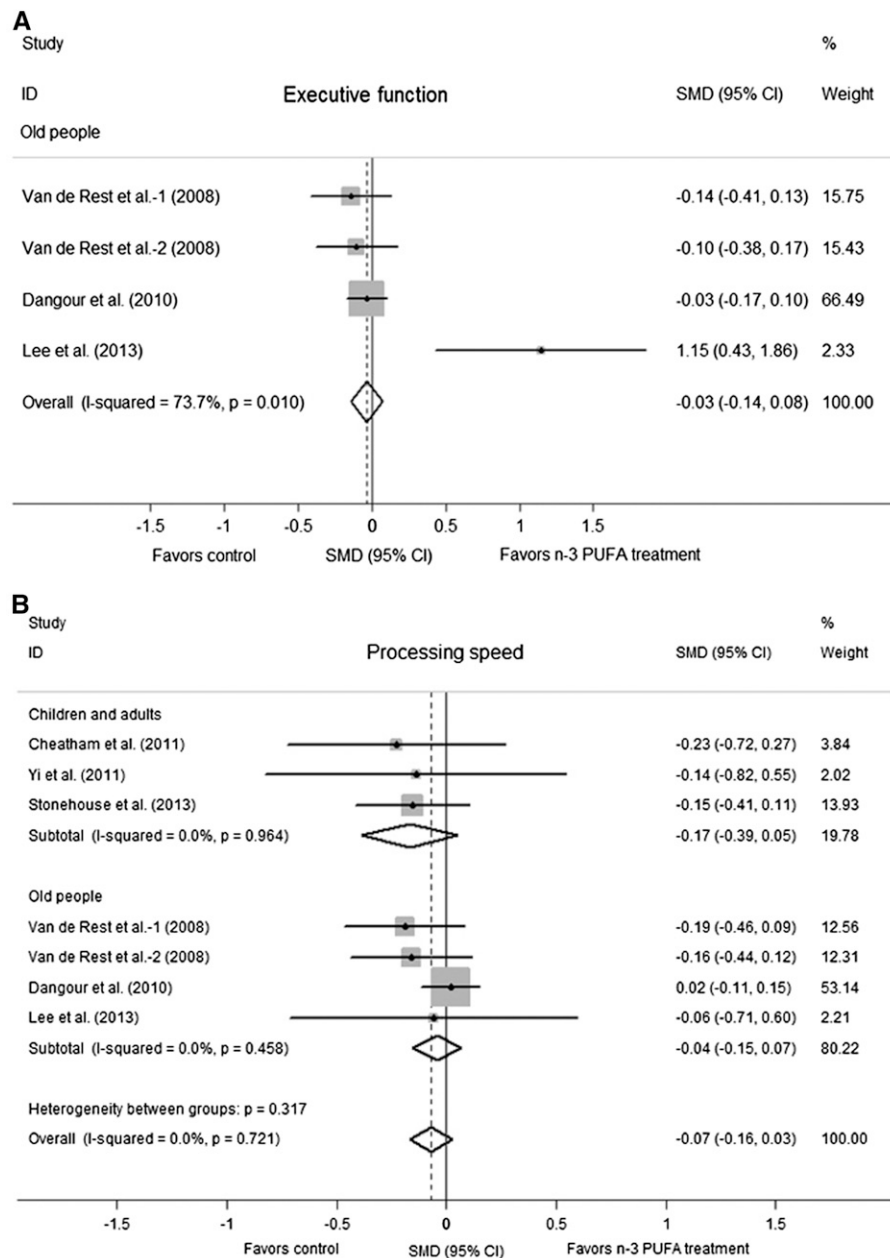 A
Study %
ID Executive function SMD (95% CI) Weight
Old people
Van de Rest et al.-1 (2008) -0.14 (-0.41, 0.13) 15.75
Van de Rest et al.-2 (2008) -0.10 (-0.38, 0.17) 15.43
Dangour et al. (2010) -0.03 (-0.17, 0.10) 66.49
Lee et al. (2013) 1.15 (0.43, 1.86) 2.33
Overall (I-squared = 73.7%, p = 0.010) -0.03 (-0.14, 0.08) 100.00
-1.5 -1 -0.5 0 0.5 1 1.5
Favors control SMD (95% CI) Favors n-3 PUFA treatment
B
Study %
ID Processing speed SMD (95% CI) Weight
Children and adults
Cheatham et al. (2011) -0.23 (-0.72, 0.27) 3.84
Yi et al. (2011) -0.14 (-0.82, 0.55) 2.02
Stonehouse et al. (2013) -0.15 (-0.41, 0.11) 13.93
Subtotal (I-squared = 0.0%, p = 0.964) -0.17 (-0.39, 0.05) 19.78
Old people
Van de Rest et al.-1 (2008) -0.19 (-0.46, 0.09) 12.56
Van de Rest et al.-2 (2008) -0.16 (-0.44, 0.12) 12.31
Dangour et al. (2010) 0.02 (-0.11, 0.15) 53.14
Lee et al. (2013) -0.06 (-0.71, 0.60) 2.21
Subtotal (I-squared = 0.0%, p = 0.458) -0.04 (-0.15, 0.07) 80.22
Heterogeneity between groups: p = 0.317
Overall (I-squared = 0.0%, p = 0.721) -0.07 (-0.16, 0.03) 100.00
-1.5 -1 -0.5 0 0.5 1 1.5
Favors control SMD (95% CI) Favors n-3 PUFA treatment